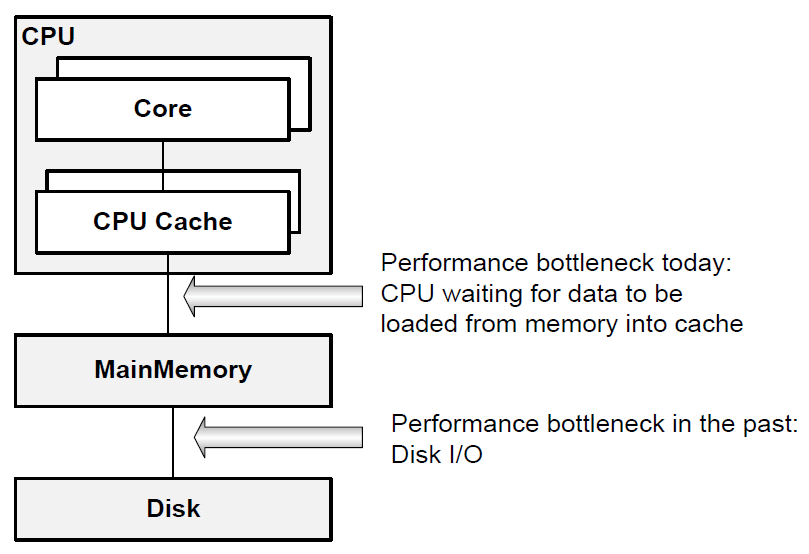 CPU
Core
CPU Cache
Performance bottleneck today:
CPU waiting for data to be
loaded from memory into cache
MainMemory
Performance bottleneck in the past:
Disk I/O
Disk